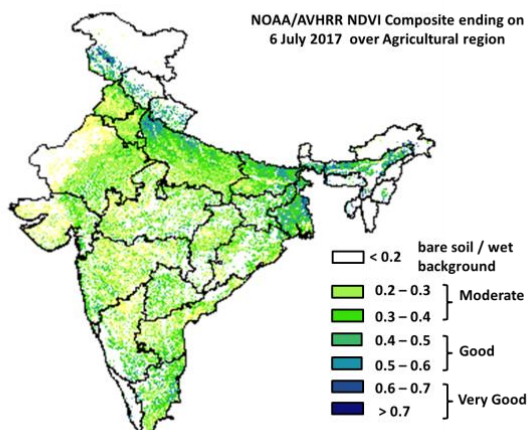 NOAA/AVHRR NDVI Composite ending on
6 July 2017 over Agricultural region
< 0.2 bare soil / wet
background
0.2 – 0.3
Moderate
0.3 – 0.4
0.4 – 0.5
Good
0.5 – 0.6
0.6 – 0.7
Very Good
> 0.7